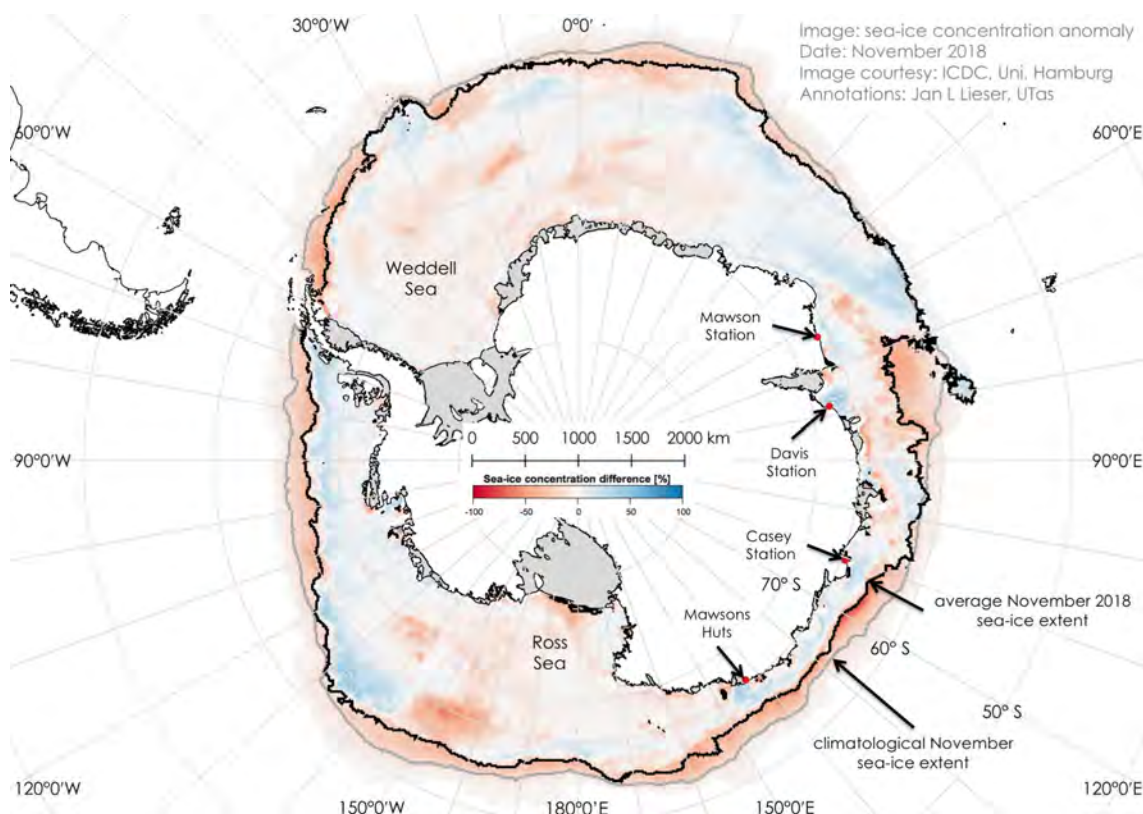 Image: sea-ice concentration anomaly
Date: November 2018
Image courtesy: ICDC, Uni. Hamburg
Annotations: Jan L Lieser, UTas
30°0'W
0°0'
60°0'W
60°0'E
Weddell
Sea
Mawson
Station
0 500 1000 1500 2000 km
Sea-ice concentration difference [%]
-100 -50 0 50 100
Davis
Station
90°0'W
90°0'E
Casey
Station
70° S
average November 2018
sea-ice extent
Mawsons
Huts
Ross
Sea
60° S
50° S
climatological November
sea-ice extent
120°0'W
150°0'W
180°0'E
150°0'E
120°0'E